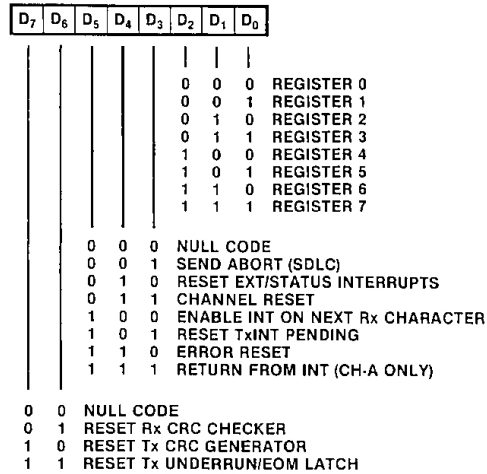 D7 D6 D5 D4 D3 D2 D1 D0
0 0 0 REGISTER 0
0 0 1 REGISTER 1
0 1 0 REGISTER 2
0 1 1 REGISTER 3
1 0 0 REGISTER 4
1 0 1 REGISTER 5
1 1 0 REGISTER 6
1 1 1 REGISTER 7
0 0 0 NULL CODE
0 0 1 SEND ABORT (SDLC)
0 1 0 RESET EXT/STATUS INTERRUPTS
0 1 1 CHANNEL RESET
1 0 0 ENABLE INT ON NEXT Rx CHARACTER
1 0 1 RESET TxINT PENDING
1 1 0 ERROR RESET
1 1 1 RETURN FROM INT (CH-A ONLY)
0 0 NULL CODE
0 1 RESET Rx CRC CHECKER
1 0 RESET Tx CRC GENERATOR
1 1 RESET Tx UNDERRUN/EOM LATCH